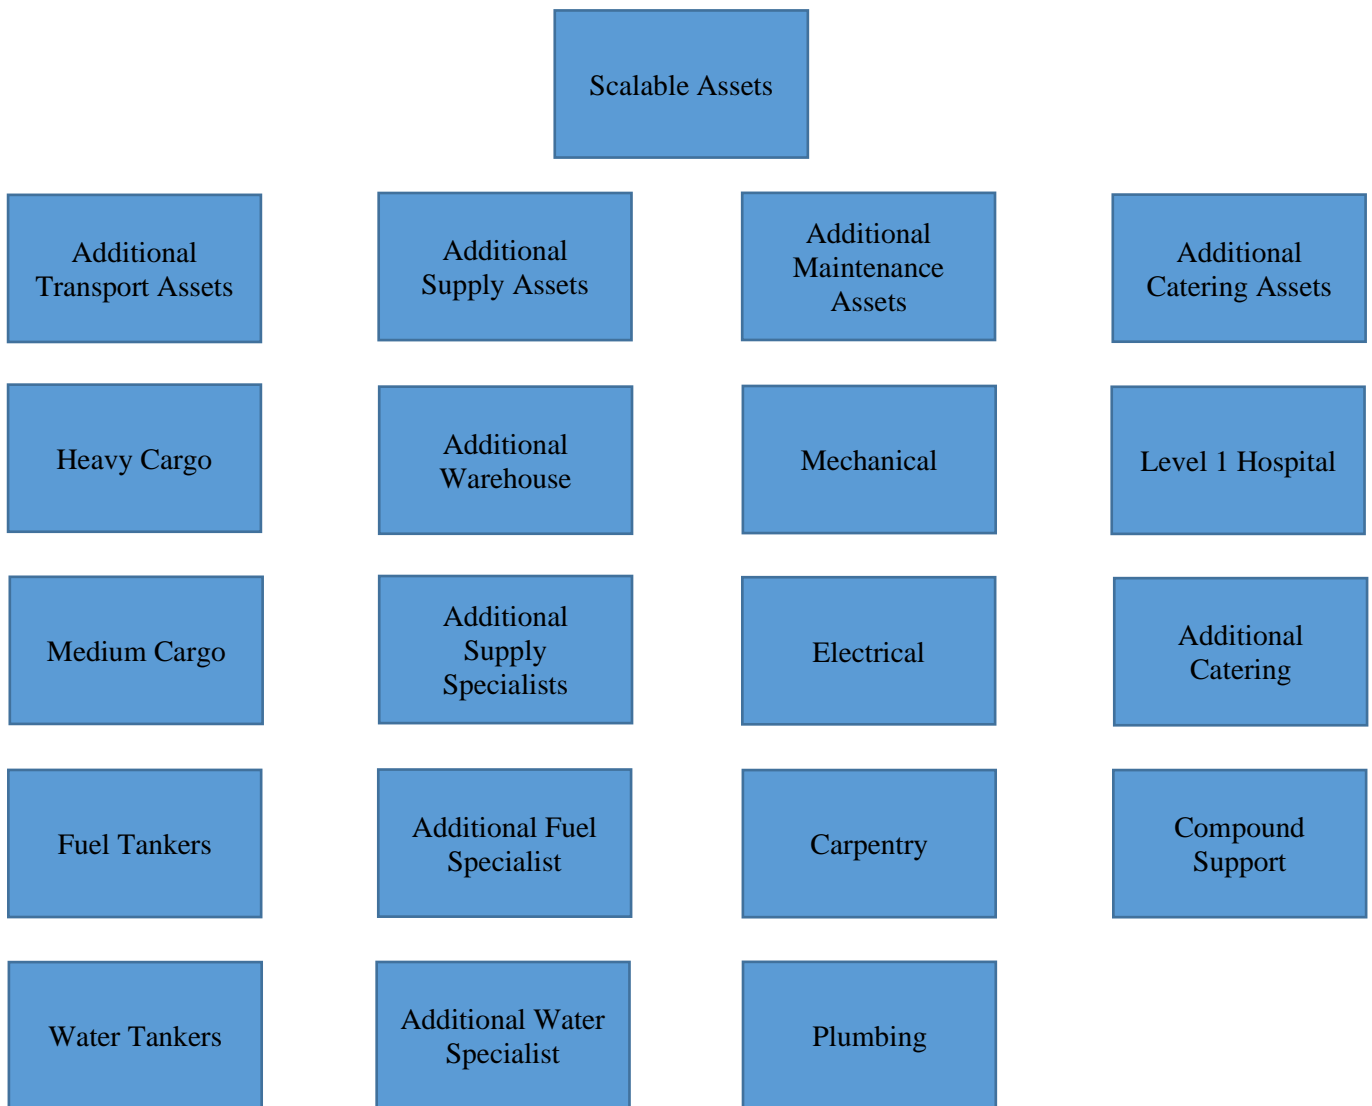 Scalable Assets
Additional
Transport Assets
Additional
Supply Assets
Additional
Maintenance
Assets
Additional
Catering Assets
Heavy Cargo
Additional
Warehouse
Mechanical
Level 1 Hospital
Medium Cargo
Additional
Supply
Specialists
Electrical
Additional
Catering
Fuel Tankers
Additional Fuel
Specialist
Carpentry
Compound
Support
Water Tankers
Additional Water
Specialist
Plumbing